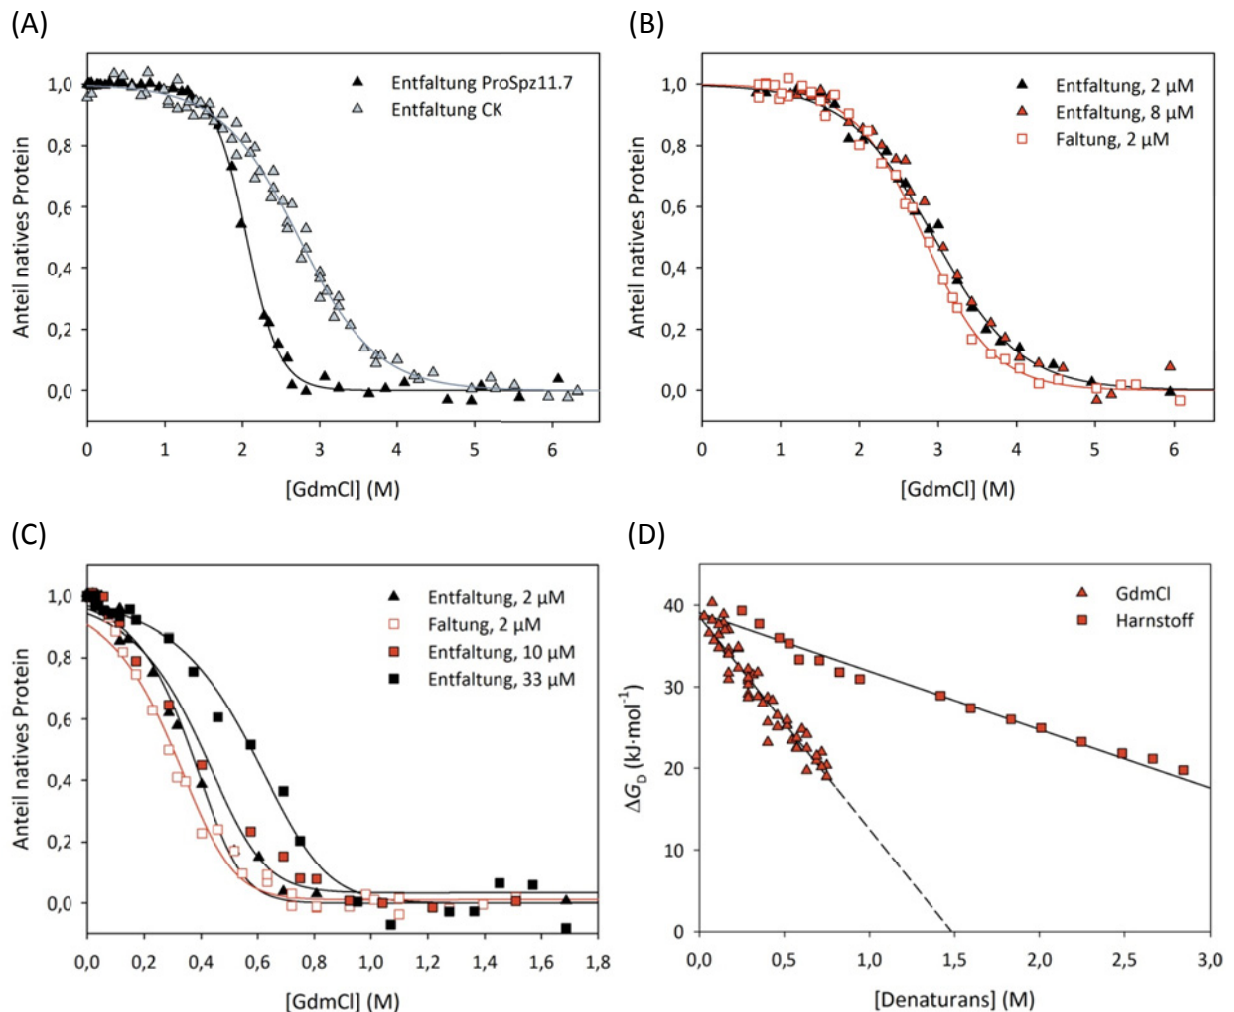 (A)
1,0
0,8
0,6
0,4
0,2
0,0
Anteil natives Protein
0 1 2 3 4 5 6
[GdmCl] (M)
Entfaltung ProSpz11.7
Entfaltung CK
(B)
1,0
0,8
0,6
0,4
0,2
0,0
Anteil natives Protein
0 1 2 3 4 5 6
[GdmCl] (M)
Entfaltung, 2 µM
Entfaltung, 8 µM
Faltung, 2 µM
(C)
1,0
0,8
0,6
0,4
0,2
0,0
Anteil natives Protein
0,0 0,2 0,4 0,6 0,8 1,0 1,2 1,4 1,6 1,8
[GdmCl] (M)
Entfaltung, 2 µM
Faltung, 2 µM
Entfaltung, 10 µM
Entfaltung, 33 µM
(D)
40
30
20
10
0
ΔG_D (kJ·mol⁻¹)
0,0 0,5 1,0 1,5 2,0 2,5 3,0
[Denaturans] (M)
GdmCl
Harnstoff